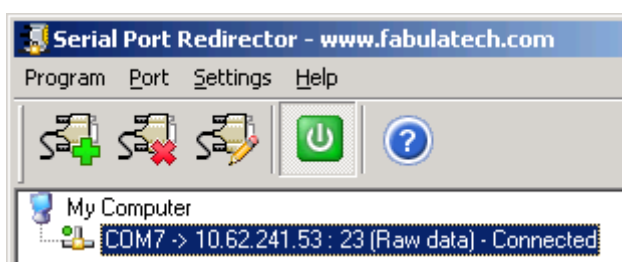 Serial Port Redirector - www.fabulatech.com
Program Port Settings Help
My Computer
COM7 -> 10.62.241.53 : 23 (Raw data) - Connected